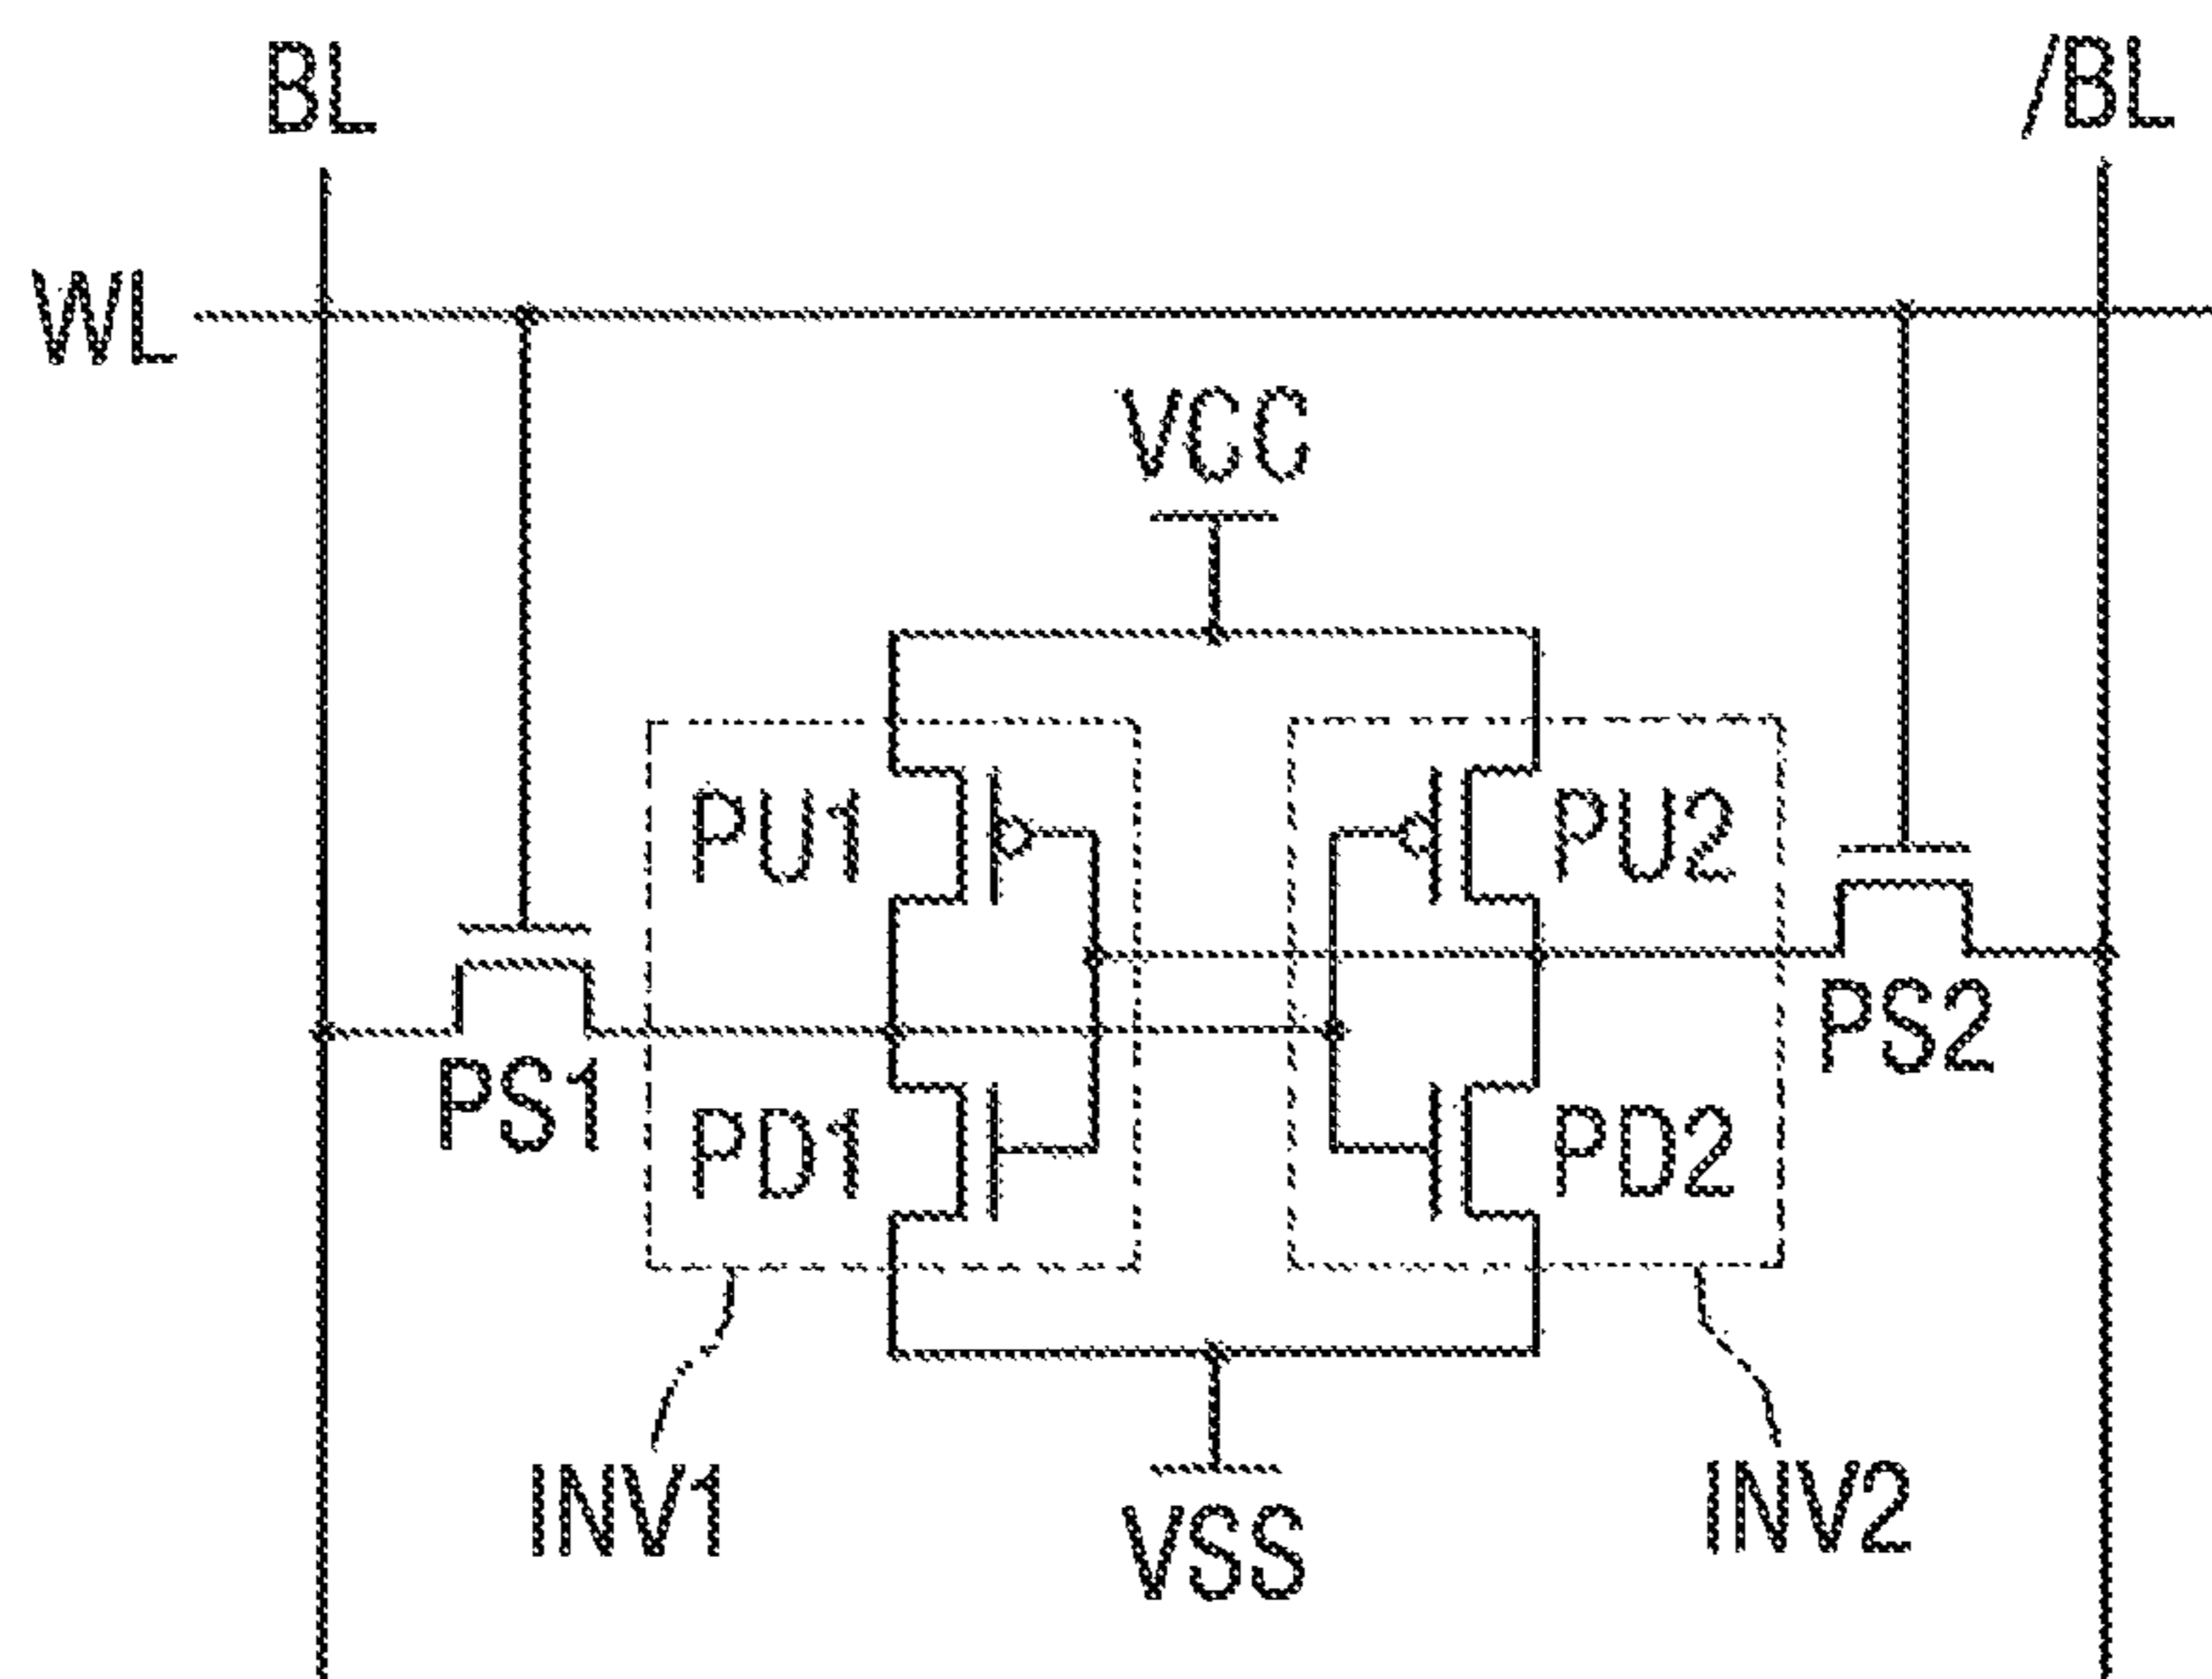 BL
/BL
WL
VCC
PU1
PU2
PS1
PS2
PD1
PD2
INV1
INV2
VSS